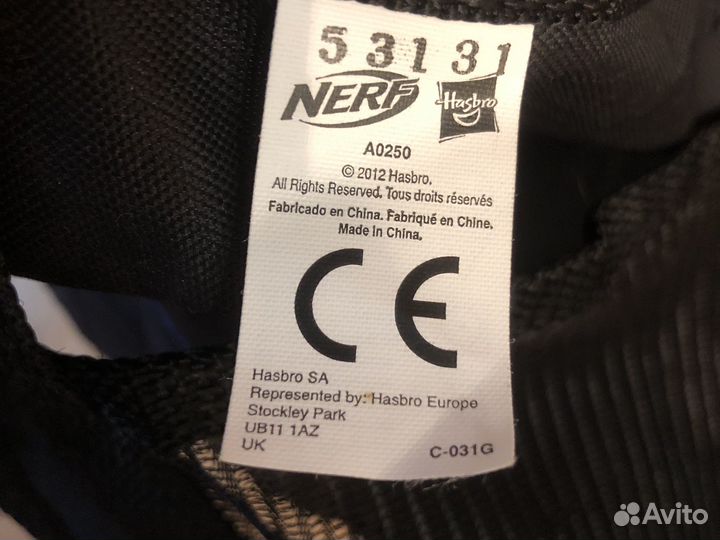 53131
NERF Hasbro
A0250
© 2012 Hasbro.
All Rights Reserved. Tous droits réservés
Fabricado en China. Fabriqué en Chine.
Made in China.
CE
Hasbro SA
Represented by: Hasbro Europe
Stockley Park
UB11 1AZ
UK C-031G
Avito